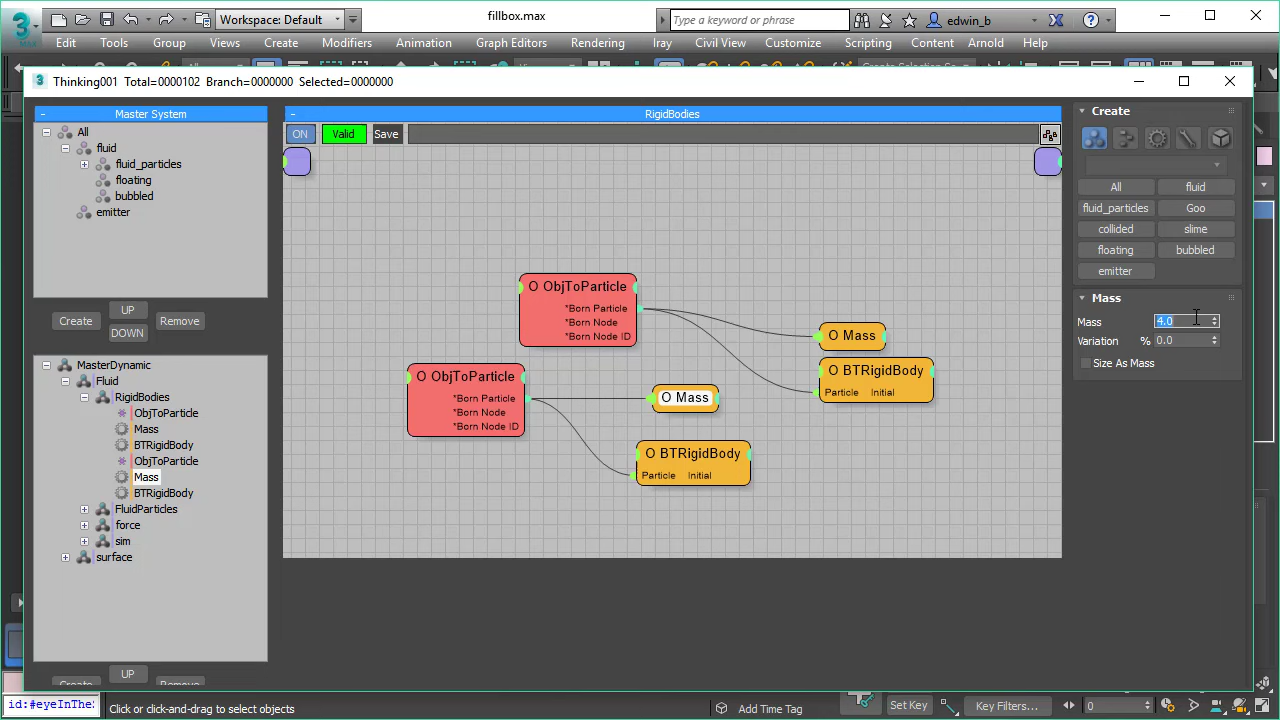 3
MAX
Workspace: Default
fillbox.max
Type a keyword or phrase
edwin_b
Edit
Tools
Group
Views
Create
Modifiers
Animation
Graph Editors
Rendering
Iray
Civil View
Customize
Scripting
Content
Arnold
Help
3
Thinking001 Total=0000102 Branch=0000000 Selected=0000000
- Master System
All
fluid
fluid_particles
floating
bubbled
emitter
Create
UP
DOWN
Remove
MasterDynamic
Fluid
RigidBodies
ObjToParticle
Mass
BTRigidBody
ObjToParticle
Mass
BTRigidBody
FluidParticles
force
sim
surface
UP
Create
Remove
- RigidBodies
ON
Valid
Save
O ObjToParticle
*Born Particle
*Born Node
*Born Node ID
O ObjToParticle
*Born Particle
*Born Node
*Born Node ID
O Mass
O BTRigidBody
Particle Initial
O Mass
O BTRigidBody
Particle Initial
Create
All
fluid
fluid_particles
Goo
collided
slime
floating
bubbled
emitter
Mass
Mass 4.0
Variation % 0.0
Size As Mass
id:#eyeInTheS
Click or click-and-drag to select objects
Add Time Tag
Set Key
Key Filters...
0